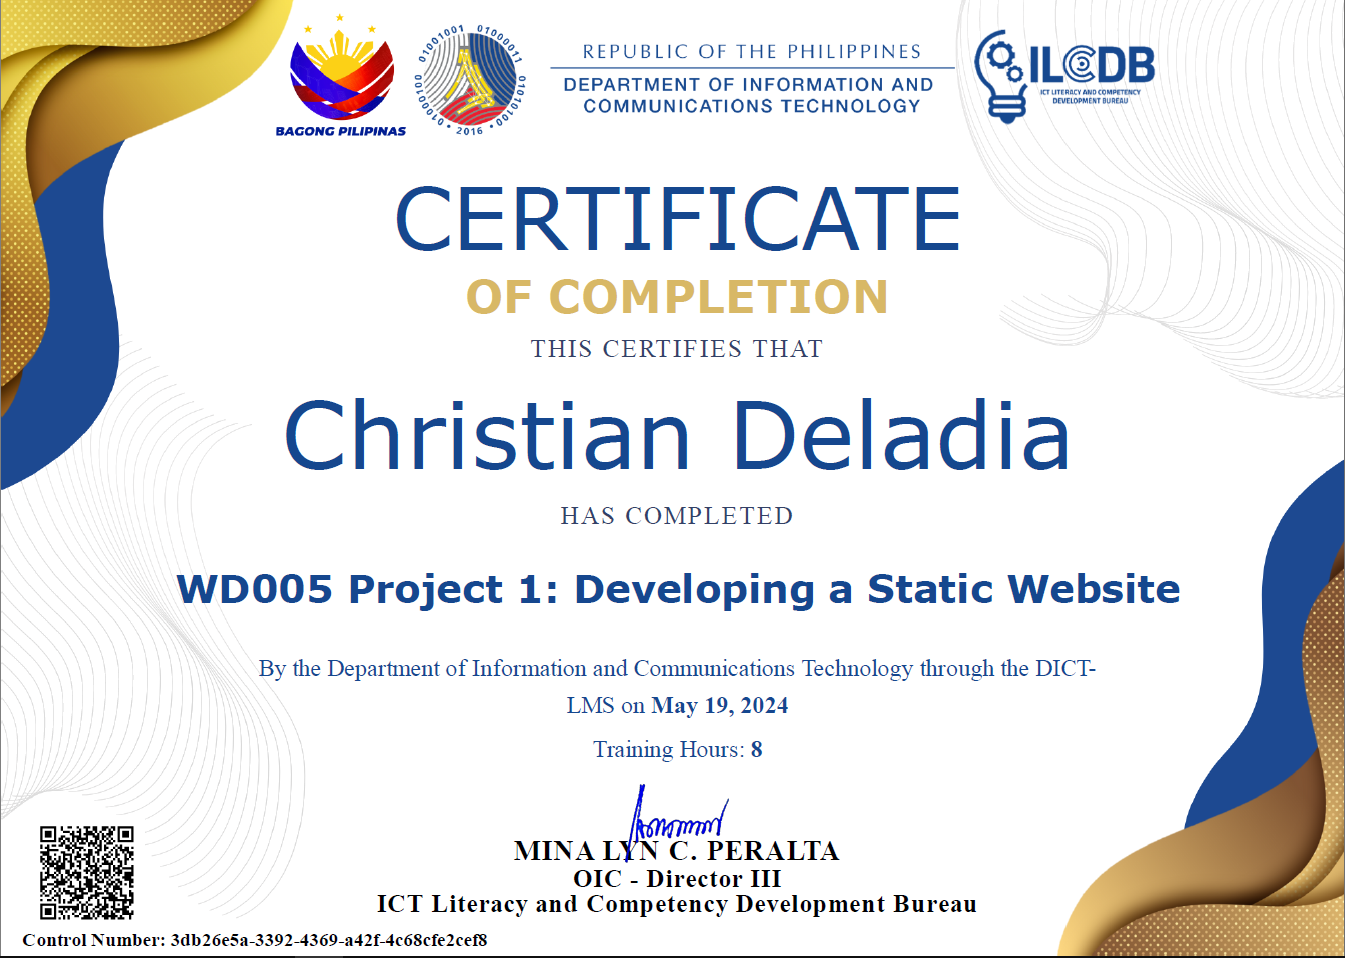 BAGONG PILIPINAS
01001001 01000011 01010100 01000100 • 2016 •
REPUBLIC OF THE PHILIPPINES
DEPARTMENT OF INFORMATION AND
COMMUNICATIONS TECHNOLOGY
ILCDB
ICT LITERACY AND COMPETENCY
DEVELOPMENT BUREAU
CERTIFICATE
OF COMPLETION
THIS CERTIFIES THAT
Christian Deladia
HAS COMPLETED
WD005 Project 1: Developing a Static Website
By the Department of Information and Communications Technology through the DICT-
LMS on May 19, 2024
Training Hours: 8
MINA LYN C. PERALTA
OIC - Director III
ICT Literacy and Competency Development Bureau
Control Number: 3db26e5a-3392-4369-a42f-4c68cfe2cef8